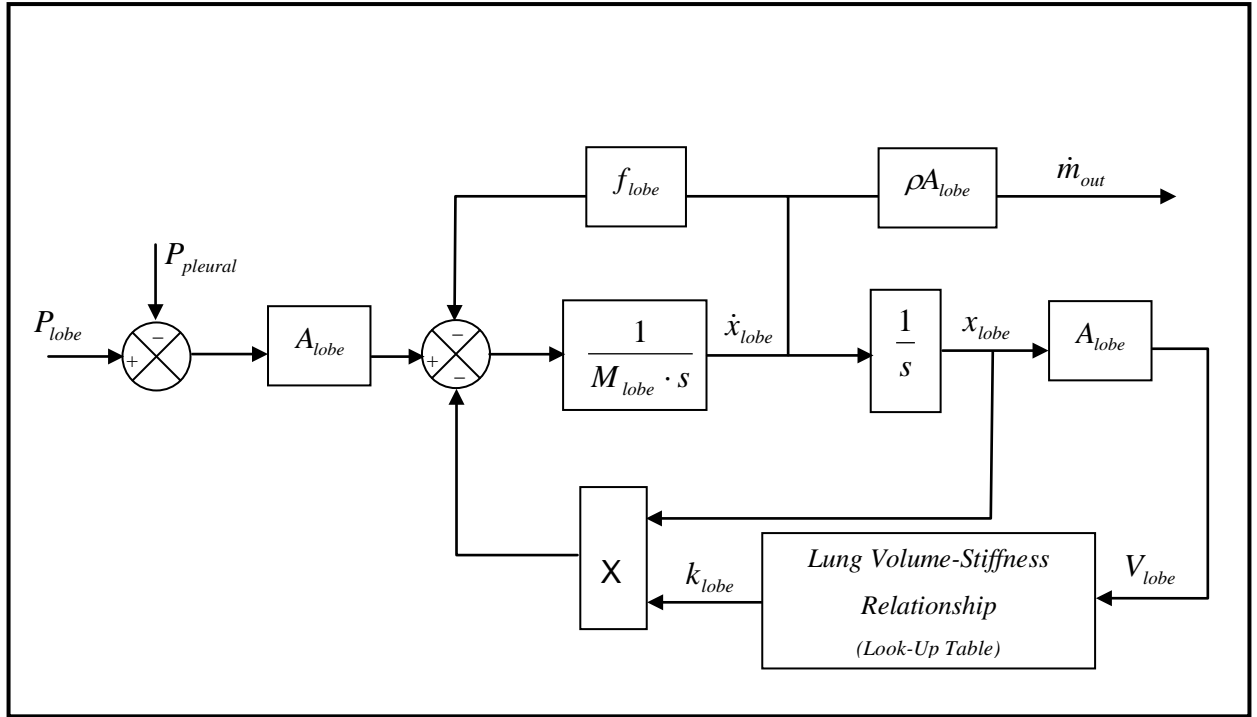 f_lobe
ρA_lobe
ṁ_out
P_pleural
P_lobe
−
+
A_lobe
−
+
−
1
M_lobe · s
ẋ_lobe
1
s
x_lobe
A_lobe
X
k_lobe
Lung Volume-Stiffness
Relationship
(Look-Up Table)
V_lobe